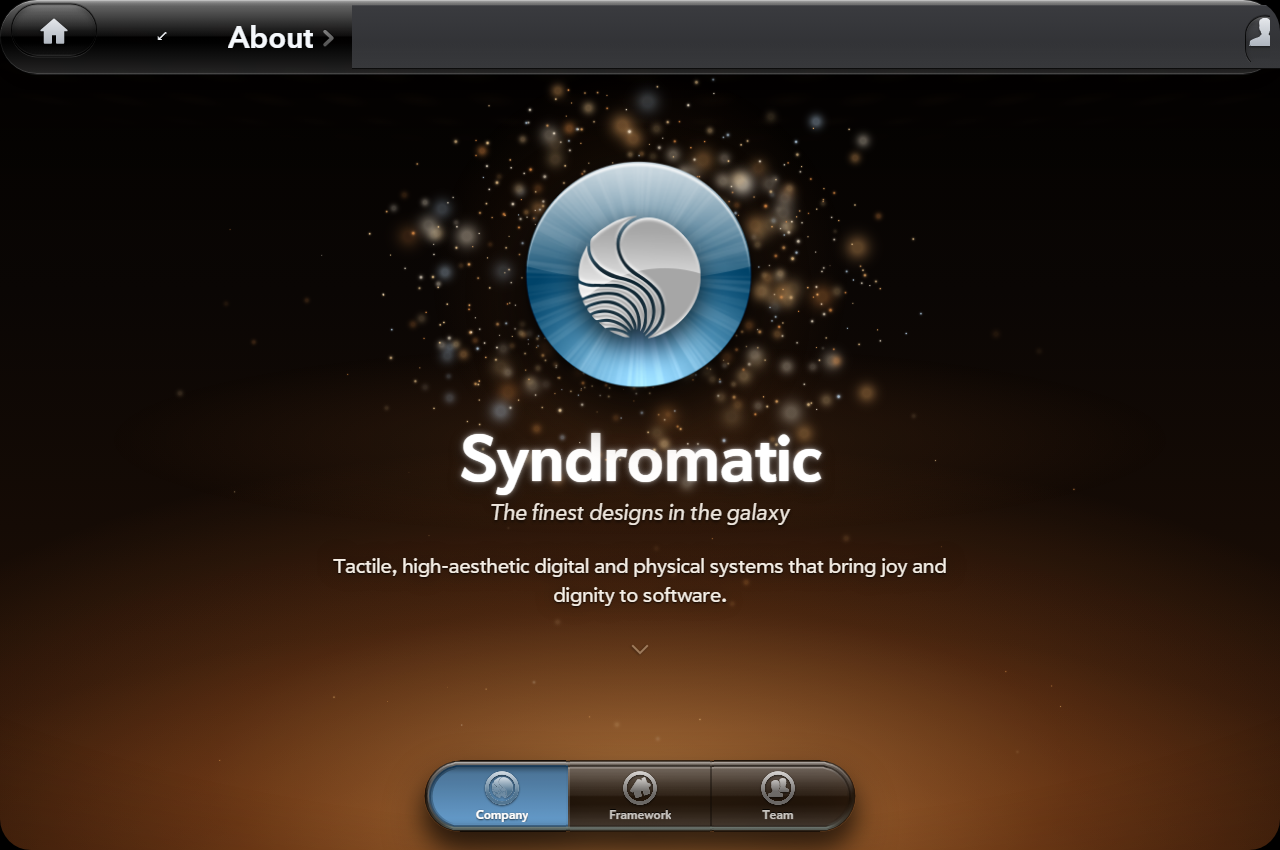 About
Syndromatic
The finest designs in the galaxy
Tactile, high-aesthetic digital and physical systems that bring joy and
dignity to software.
Company
Framework
Team